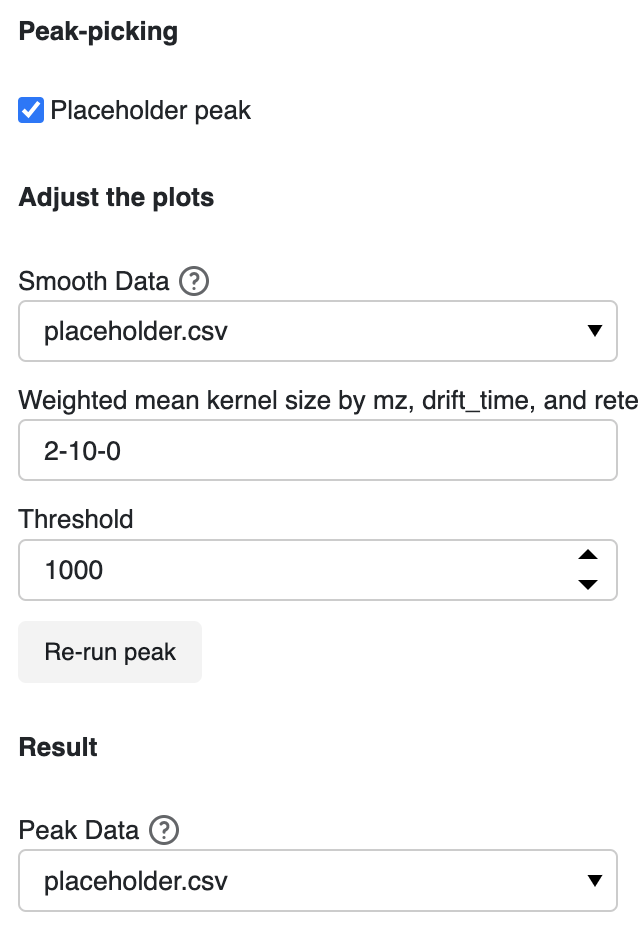 Peak-picking
Placeholder peak
Adjust the plots
Smooth Data ?
placeholder.csv
Weighted mean kernel size by mz, drift_time, and rete
2-10-0
Threshold
1000
Re-run peak
Result
Peak Data ?
placeholder.csv